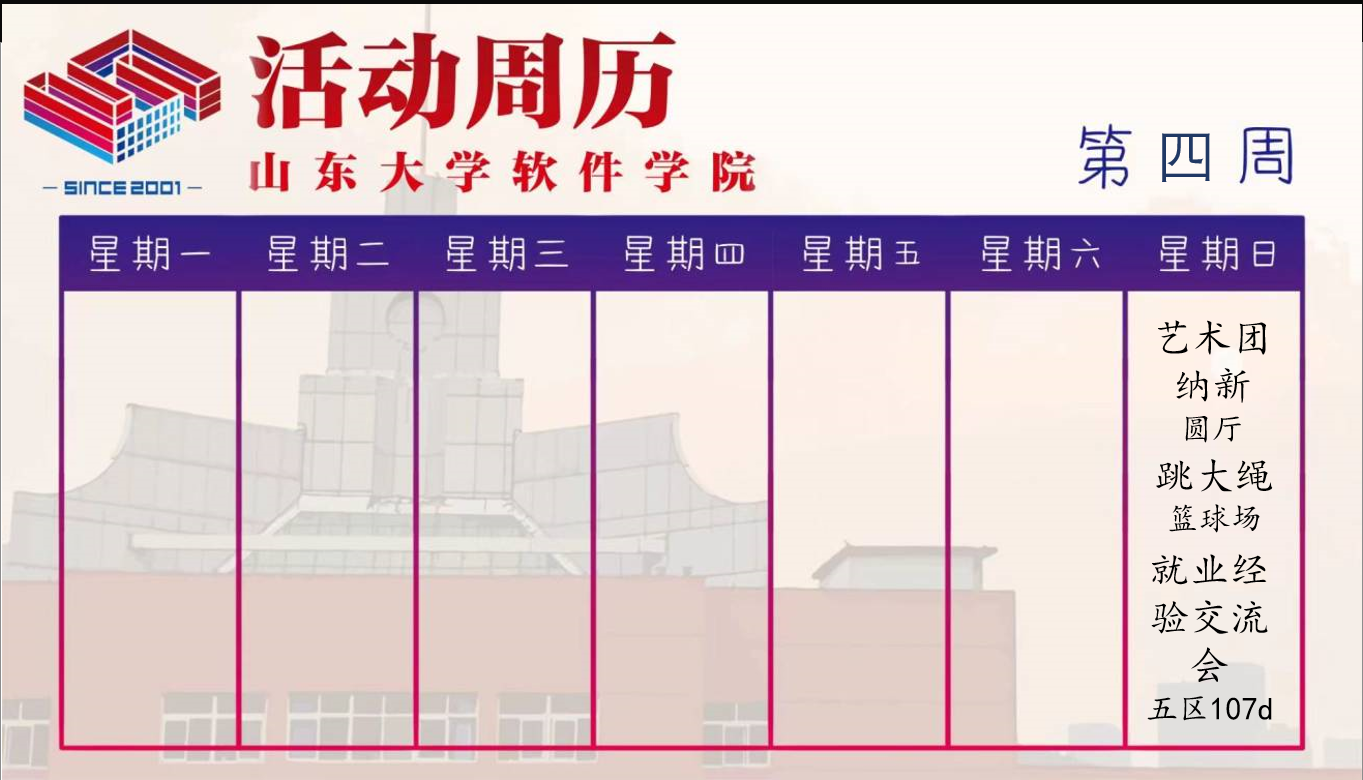 活动周历
山东大学软件学院
SINCE 2001
第四周
星期一 星期二 星期三 星期四 星期五 星期六 星期日
艺术团
纳新
圆厅
跳大绳
篮球场
就业经
验交流
会
五区107d